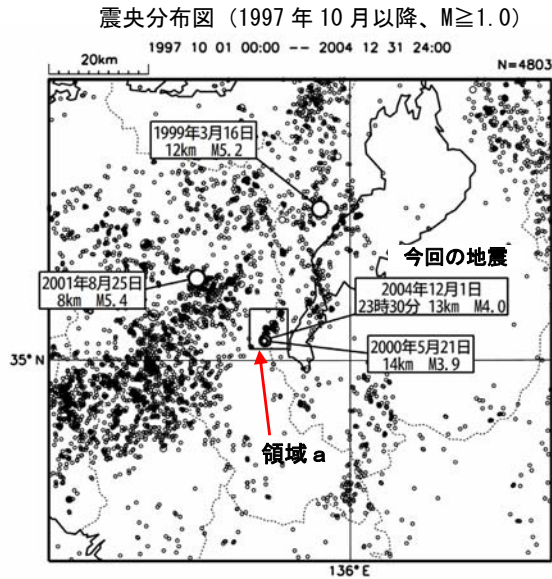 震央分布図（1997 年 10 月以降、M≧1.0）
1997 10 01 00:00 -- 2004 12 31 24:00
20km
N=4803
1999年3月16日
12km M5.2
今回の地震
2001年8月25日
8km M5.4
2004年12月1日
23時30分 13km M4.0
2000年5月21日
14km M3.9
35°N
領域 a
136°E